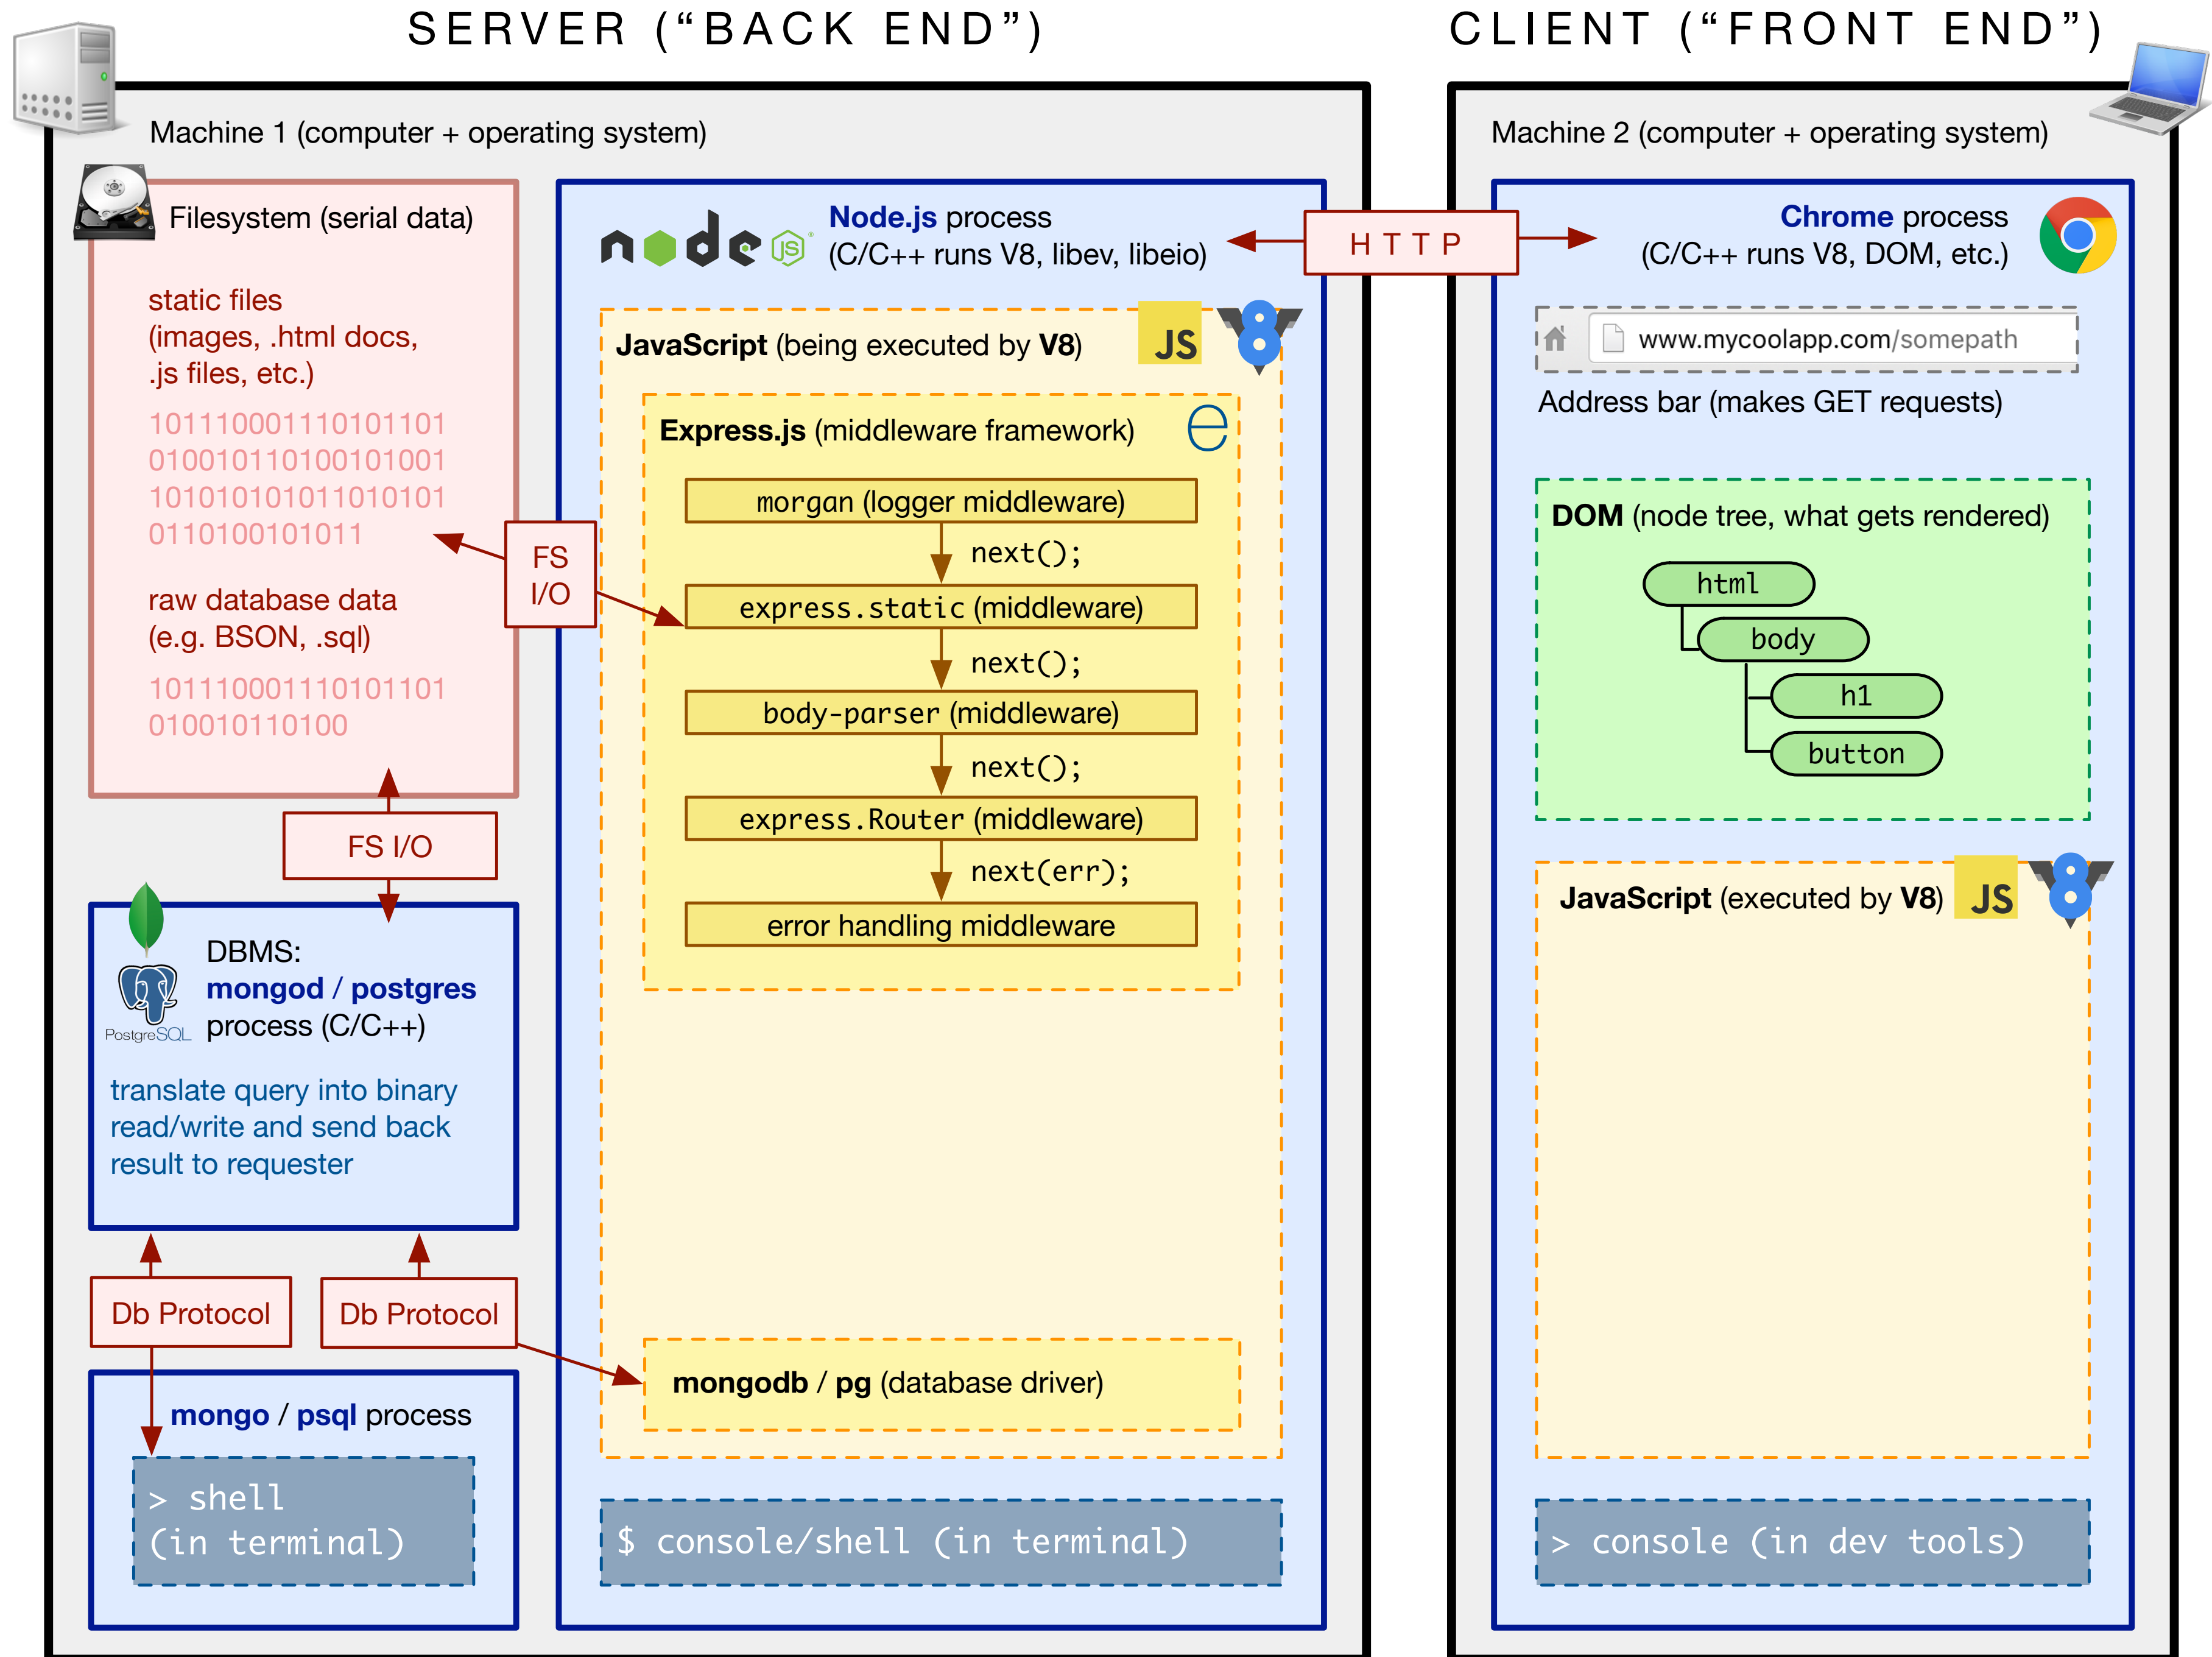 SERVER (“BACK END”)
CLIENT (“FRONT END”)
Machine 1 (computer + operating system)
Filesystem (serial data)
static files
(images, .html docs,
.js files, etc.)
1011100011101011​01
010010110100101001
101010101011010101
0110100101011
raw database data
(e.g. BSON, .sql)
101110001110101101
010010110100
FS I/O
DBMS:
mongod / postgres
process (C/C++)
PostgreSQL
translate query into binary
read/write and send back
result to requester
Db Protocol
Db Protocol
mongo / psql process
> shell
(in terminal)
FS
I/O
node JS
Node.js process
(C/C++ runs V8, libev, libeio)
HTTP
JavaScript (being executed by V8)
JS
8
Express.js (middleware framework)
e
morgan (logger middleware)
next();
express.static (middleware)
next();
body-parser (middleware)
next();
express.Router (middleware)
next(err);
error handling middleware
mongodb / pg (database driver)
$ console/shell (in terminal)
Machine 2 (computer + operating system)
Chrome process
(C/C++ runs V8, DOM, etc.)
www.mycoolapp.com/somepath
Address bar (makes GET requests)
DOM (node tree, what gets rendered)
html
body
h1
button
JavaScript (executed by V8)
JS
8
> console (in dev tools)